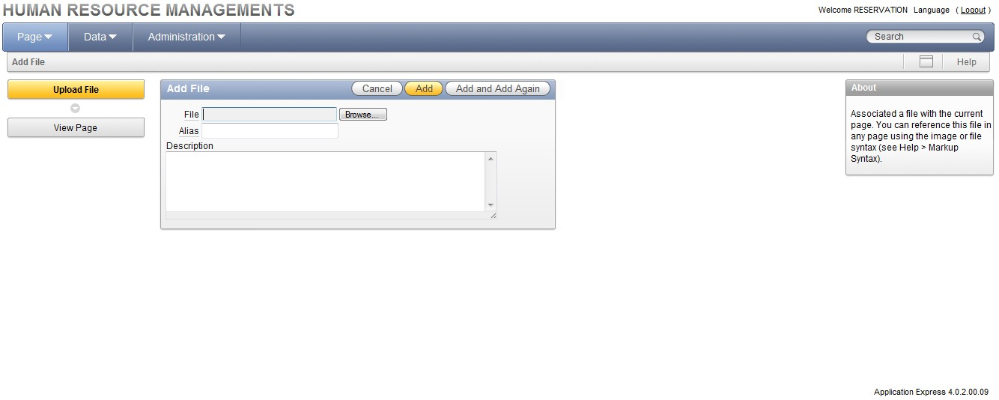 HUMAN RESOURCE MANAGEMENTS
Welcome RESERVATION Language ( Logout )
Page Data Administration Search
Add File Help
Upload File
View Page
Add File Cancel Add Add and Add Again
File Browse...
Alias
Description
About
Associated a file with the current
page. You can reference this file in
any page using the image or file
syntax (see Help > Markup
Syntax).
Application Express 4.0.2.00.09